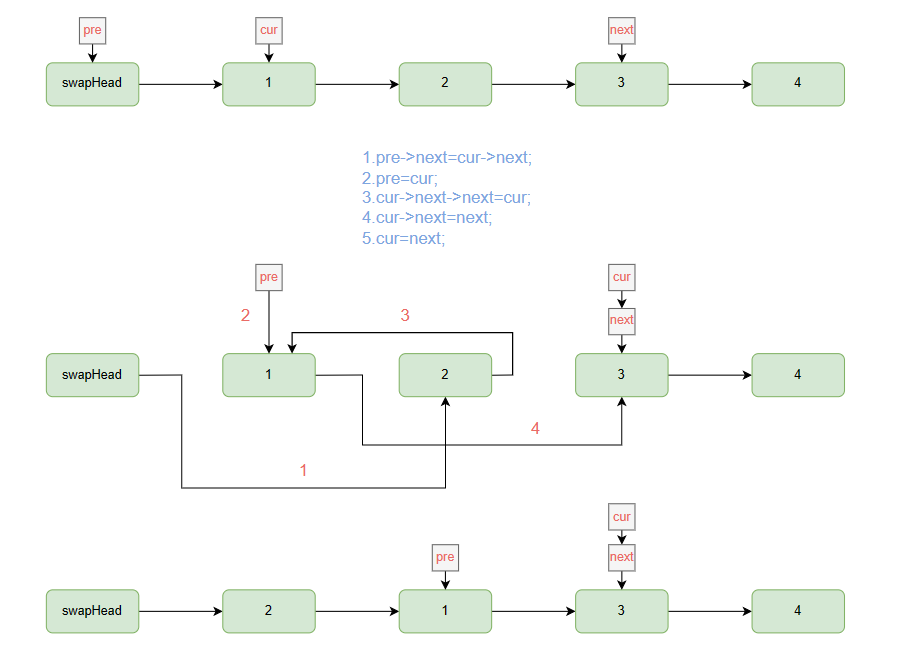 pre cur next
swapHead 1 2 3 4
1.pre->next=cur->next;
2.pre=cur;
3.cur->next->next=cur;
4.cur->next=next;
5.cur=next;
pre cur
2 3 next
swapHead 1 2 3 4
4
1
cur
pre next
swapHead 2 1 3 4